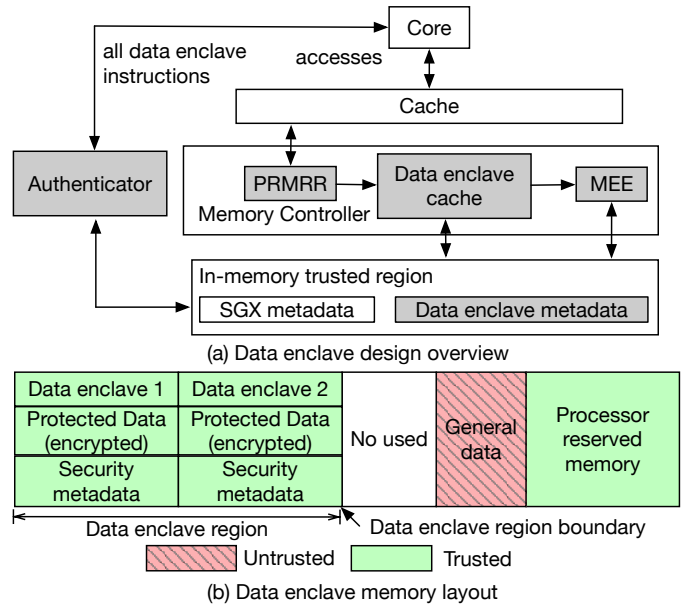 Core
all data enclave
instructions
accesses
Cache
Authenticator
PRMRR
Data enclave
cache
MEE
Memory Controller
In-memory trusted region
SGX metadata
Data enclave metadata
(a) Data enclave design overview
Data enclave 1
Data enclave 2
Protected Data
(encrypted)
Protected Data
(encrypted)
Security
metadata
Security
metadata
No used
General
data
Processor
reserved
memory
Data enclave region
Data enclave region boundary
Untrusted
Trusted
(b) Data enclave memory layout